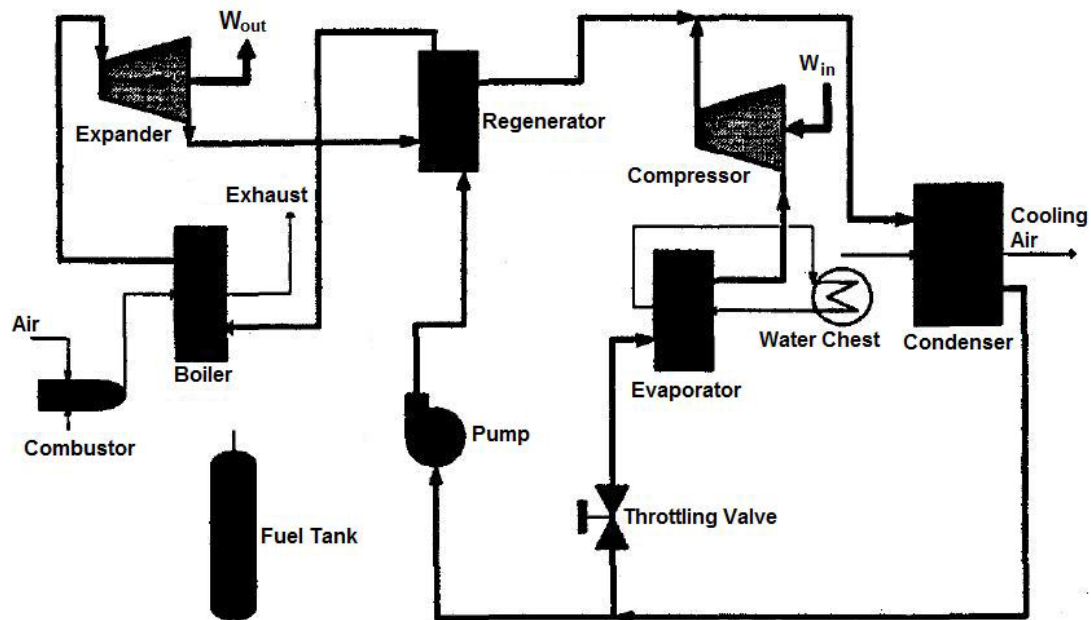 Wout
Expander
Regenerator
Win
Compressor
Exhaust
Cooling
Air
Air
Boiler
Water Chest
Condenser
Evaporator
Combustor
Pump
Throttling Valve
Fuel Tank